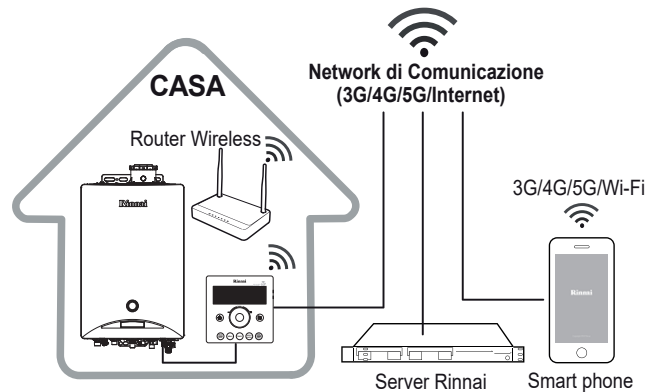 Network di Comunicazione
(3G/4G/5G/Internet)
CASA
Router Wireless
3G/4G/5G/Wi-Fi
Rinnai
Rinnai
Rinnai
Server Rinnai
Smart phone